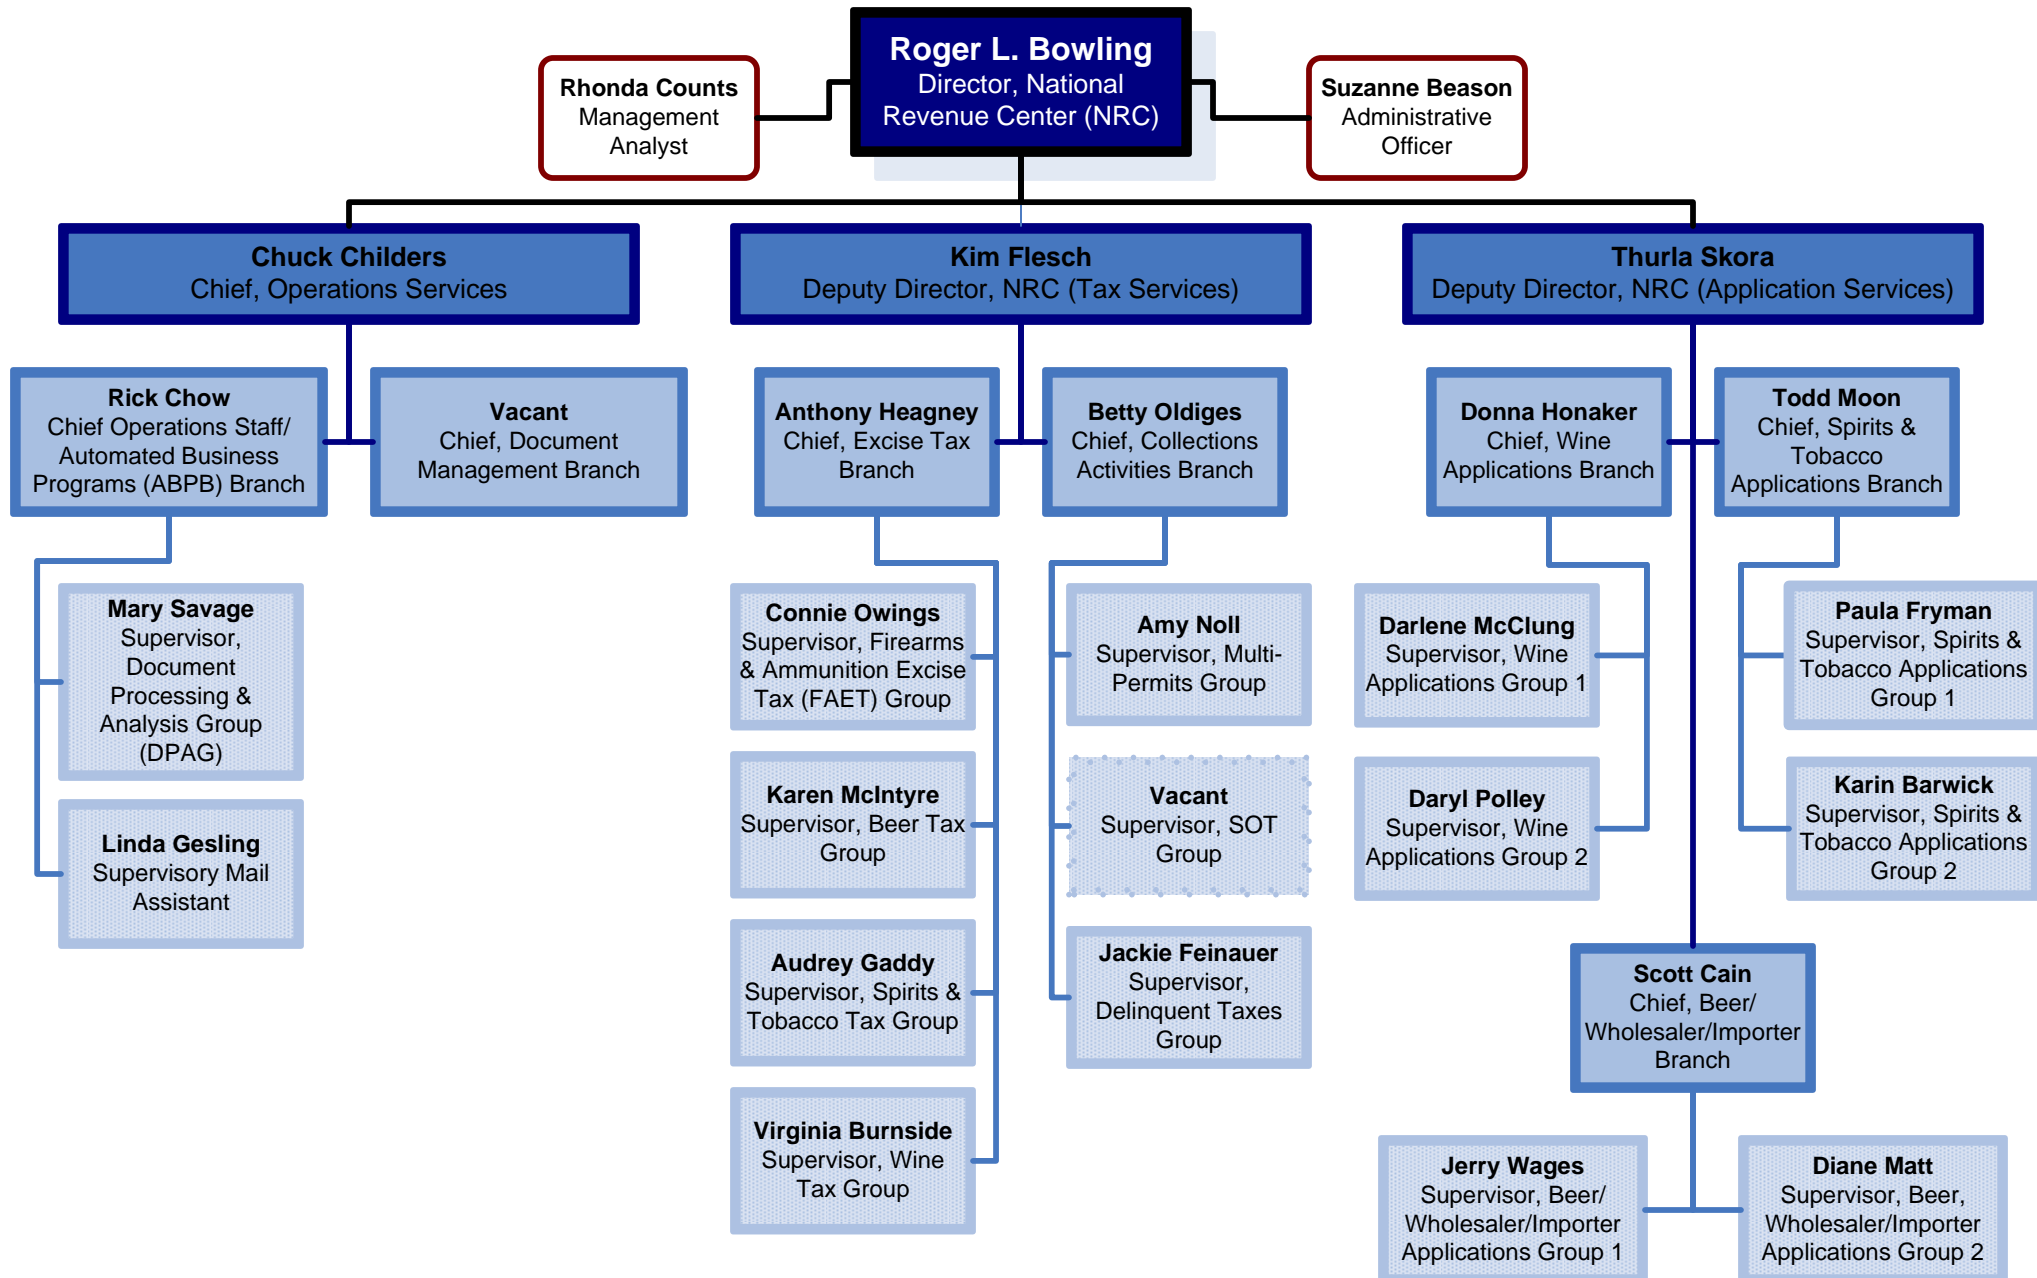 Roger L. Bowling
Director, National
Revenue Center (NRC)
Rhonda Counts
Management
Analyst
Suzanne Beason
Administrative
Officer
Chuck Childers
Chief, Operations Services
Kim Flesch
Deputy Director, NRC (Tax Services)
Thurla Skora
Deputy Director, NRC (Application Services)
Rick Chow
Chief Operations Staff/
Automated Business
Programs (ABPB) Branch
Vacant
Chief, Document
Management Branch
Anthony Heagney
Chief, Excise Tax
Branch
Betty Oldiges
Chief, Collections
Activities Branch
Donna Honaker
Chief, Wine
Applications Branch
Todd Moon
Chief, Spirits &
Tobacco
Applications Branch
Mary Savage
Supervisor,
Document
Processing &
Analysis Group
(DPAG)
Linda Gesling
Supervisory Mail
Assistant
Connie Owings
Supervisor, Firearms
& Ammunition Excise
Tax (FAET) Group
Karen McIntyre
Supervisor, Beer Tax
Group
Audrey Gaddy
Supervisor, Spirits &
Tobacco Tax Group
Virginia Burnside
Supervisor, Wine
Tax Group
Amy Noll
Supervisor, Multi-
Permits Group
Vacant
Supervisor, SOT
Group
Jackie Feinauer
Supervisor,
Delinquent Taxes
Group
Darlene McClung
Supervisor, Wine
Applications Group 1
Daryl Polley
Supervisor, Wine
Applications Group 2
Paula Fryman
Supervisor, Spirits &
Tobacco Applications
Group 1
Karin Barwick
Supervisor, Spirits &
Tobacco Applications
Group 2
Scott Cain
Chief, Beer/
Wholesaler/Importer
Branch
Jerry Wages
Supervisor, Beer/
Wholesaler/Importer
Applications Group 1
Diane Matt
Supervisor, Beer,
Wholesaler/Importer
Applications Group 2